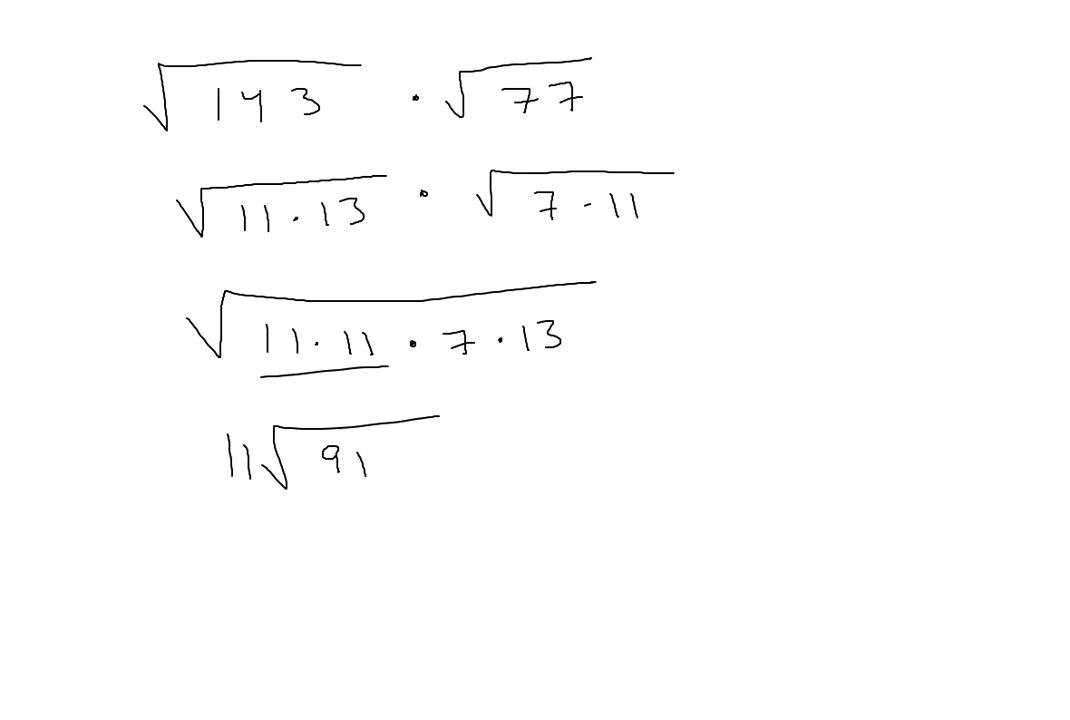 √143 · √77
√11·13 · √7·11
√11·11·7·13
11√91